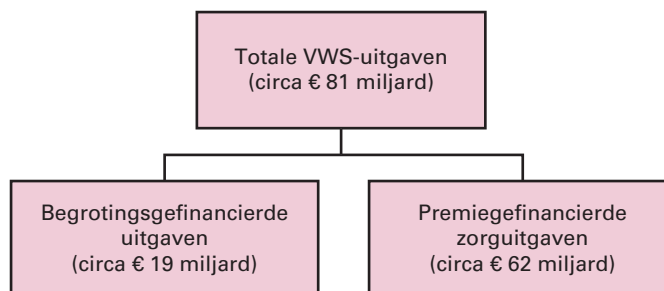 Totale VWS-uitgaven
(circa € 81 miljard)
Begrotingsgefinancierde
uitgaven
(circa € 19 miljard)
Premiegefinancierde
zorguitgaven
(circa € 62 miljard)